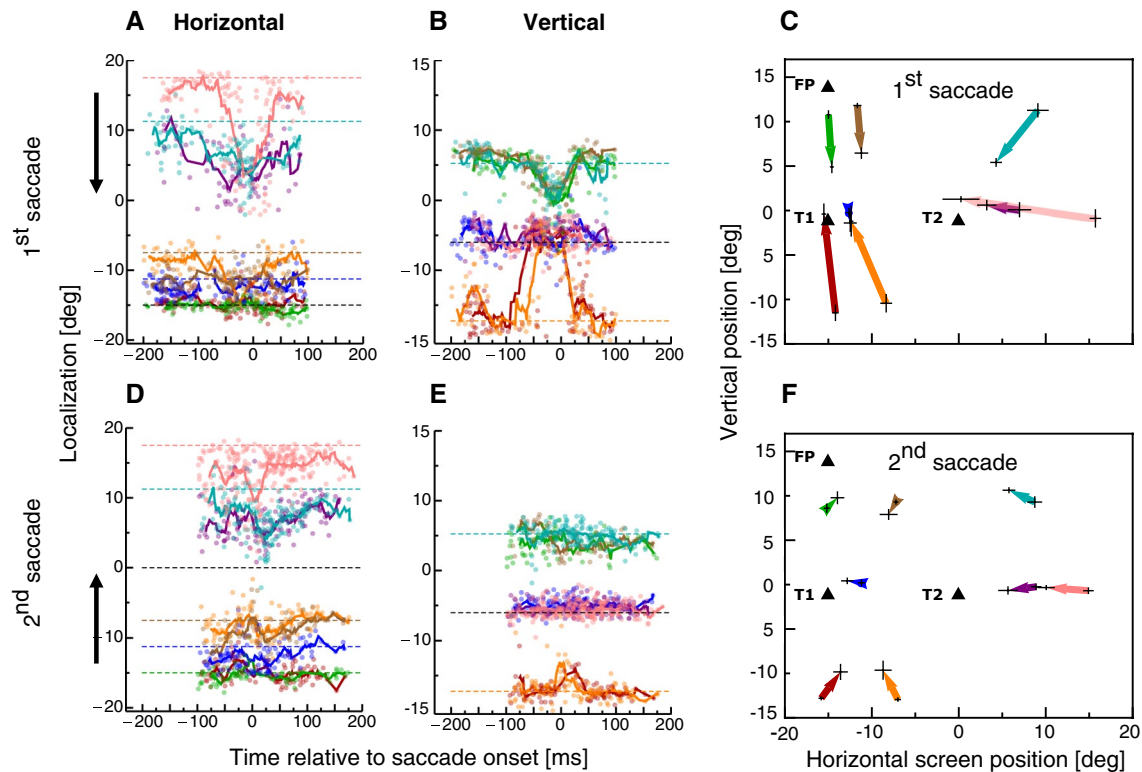 A Horizontal
B Vertical
C
1st saccade
Localization [deg]
20
10
0
−10
−20
−200 −100 0 100 200
15
10
0
−10
−15
−200 −100 0 100 200
1st saccade
FP
T1
T2
15
10
5
0
-5
-10
-15
Vertical position [deg]
D
E
F
2nd saccade
20
10
0
−10
−20
−200 −100 0 100 200
15
10
0
−10
−15
−200 −100 0 100 200
Time relative to saccade onset [ms]
2nd saccade
FP
T1
T2
15
10
5
0
-5
-10
-15
-20 -10 0 10 20
Horizontal screen position [deg]